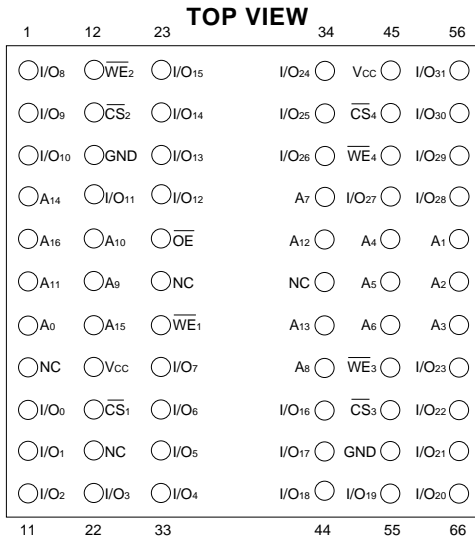 TOP VIEW
1 12 23 34 45 56
I/O8 WE2 I/O15 I/O24 VCC I/O31
I/O9 CS2 I/O14 I/O25 CS4 I/O30
I/O10 GND I/O13 I/O26 WE4 I/O29
A14 I/O11 I/O12 A7 I/O27 I/O28
A16 A10 OE A12 A4 A1
A11 A9 NC NC A5 A2
A0 A15 WE1 A13 A6 A3
NC VCC I/O7 A8 WE3 I/O23
I/O0 CS1 I/O6 I/O16 CS3 I/O22
I/O1 NC I/O5 I/O17 GND I/O21
I/O2 I/O3 I/O4 I/O18 I/O19 I/O20
11 22 33 44 55 66